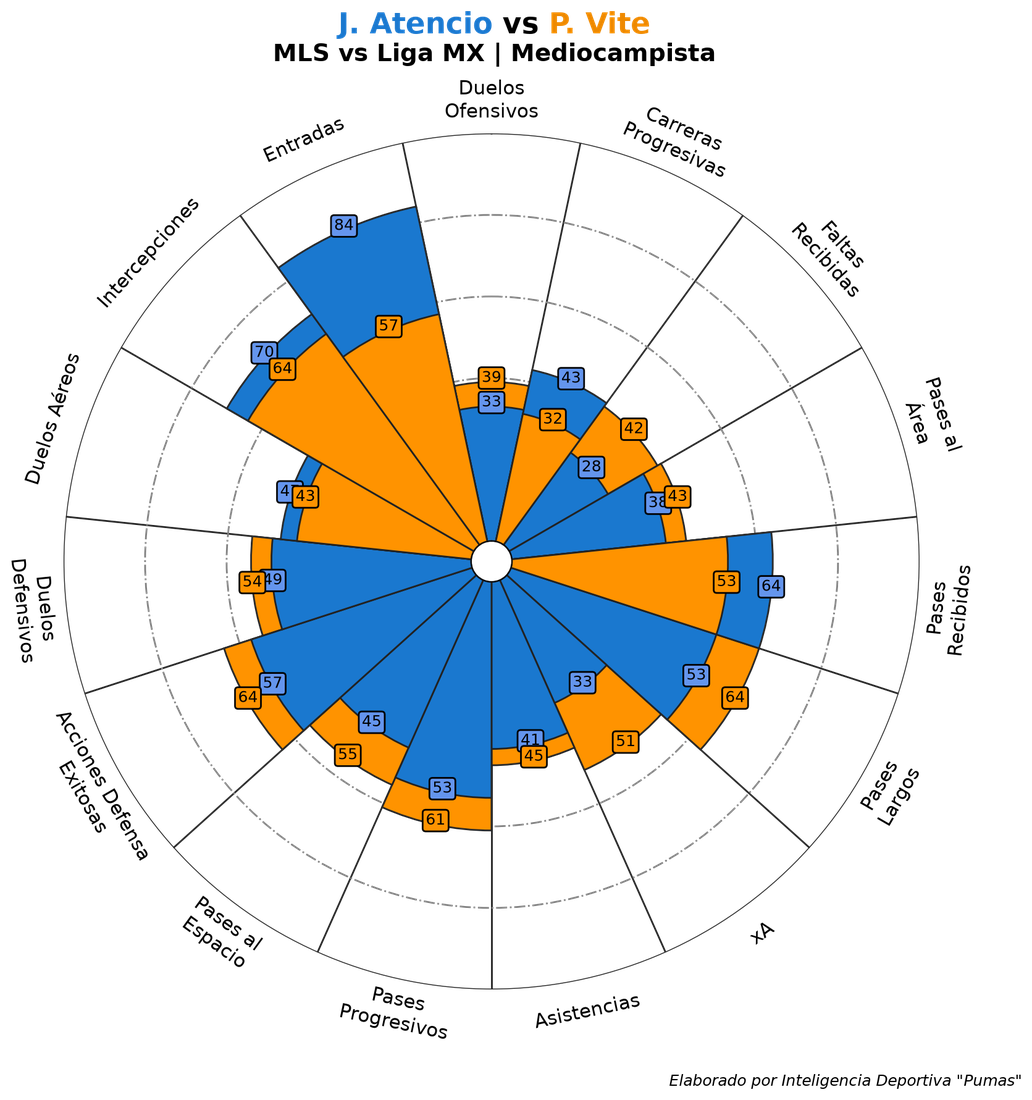 J. Atencio vs P. Vite
MLS vs Liga MX | Mediocampista
Duelos
Ofensivos
Carreras
Progresivas
Faltas
Recibidas
Pases al
Área
Pases
Recibidos
Pases
Largos
xA
Asistencias
Pases
Progresivos
Pases al
Espacio
Acciones Defensa
Exitosas
Duelos
Defensivos
Duelos Aéreos
Intercepciones
Entradas
39
33
43
32
42
28
38
43
53
64
53
64
33
51
41
45
53
61
45
55
57
64
49
54
43
70
64
84
57
Elaborado por Inteligencia Deportiva "Pumas"